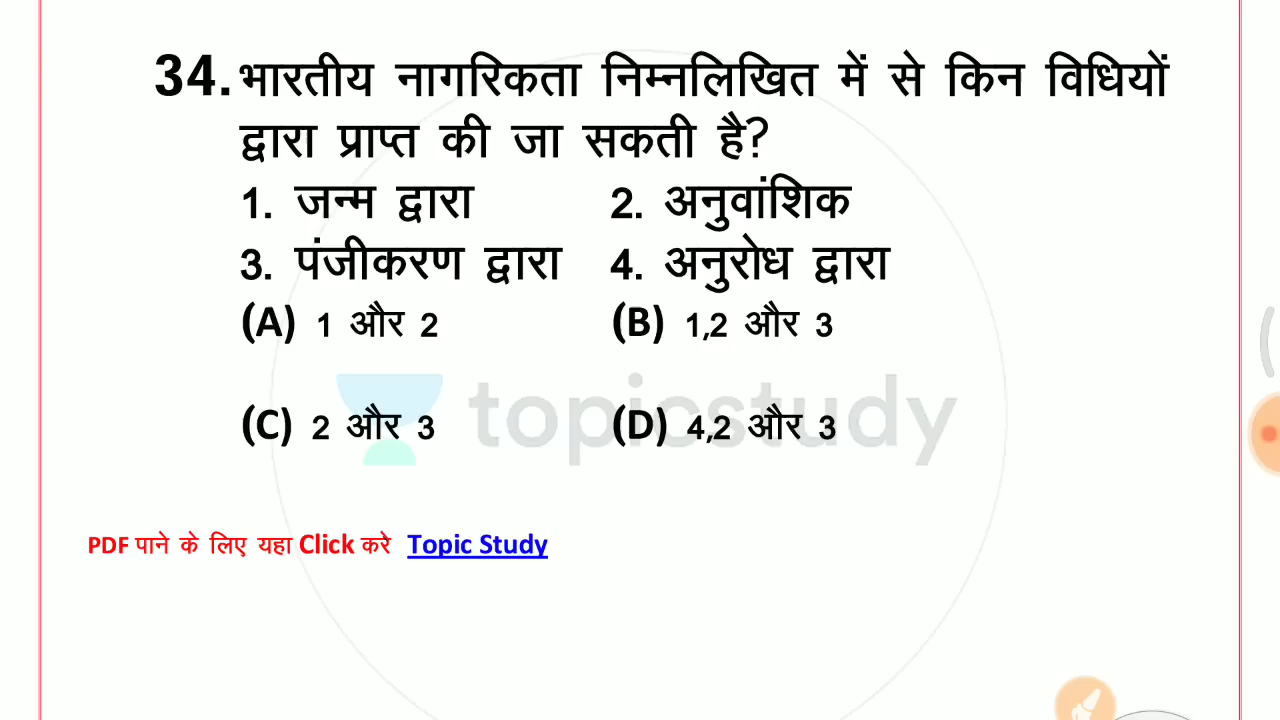 34. भारतीय नागरिकता निम्नलिखित में से किन विधियों
द्वारा प्राप्त की जा सकती है?
1. जन्म द्वारा 2. अनुवांशिक
3. पंजीकरण द्वारा 4. अनुरोध द्वारा
(A) 1 और 2 (B) 1,2 और 3
(C) 2 और 3 (D) 4,2 और 3
topicstudy
PDF पाने के लिए यहा Click करे Topic Study